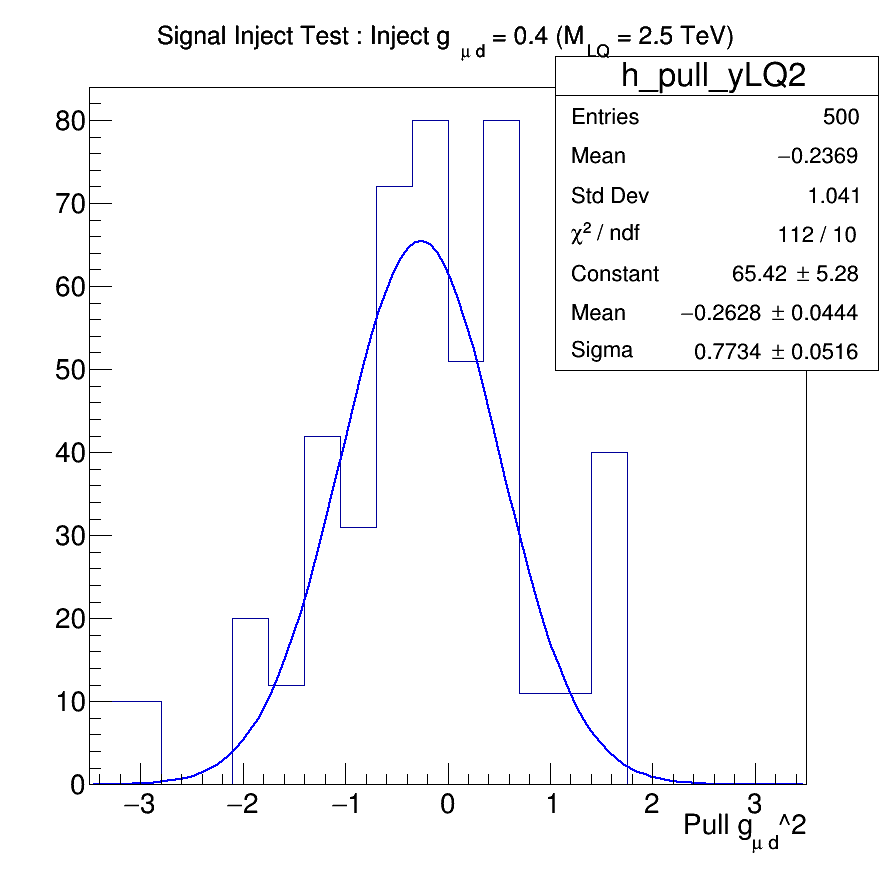 Signal Inject Test : Inject g μ d = 0.4 (M LQ = 2.5 TeV)
h_pull_yLQ2
Entries 500
Mean −0.2369
Std Dev 1.041
χ² / ndf 112 / 10
Constant 65.42 ± 5.28
Mean −0.2628 ± 0.0444
Sigma 0.7734 ± 0.0516
80
70
60
50
40
30
20
10
0
−3 −2 −1 0 1 2 3
Pull g μ d ^2